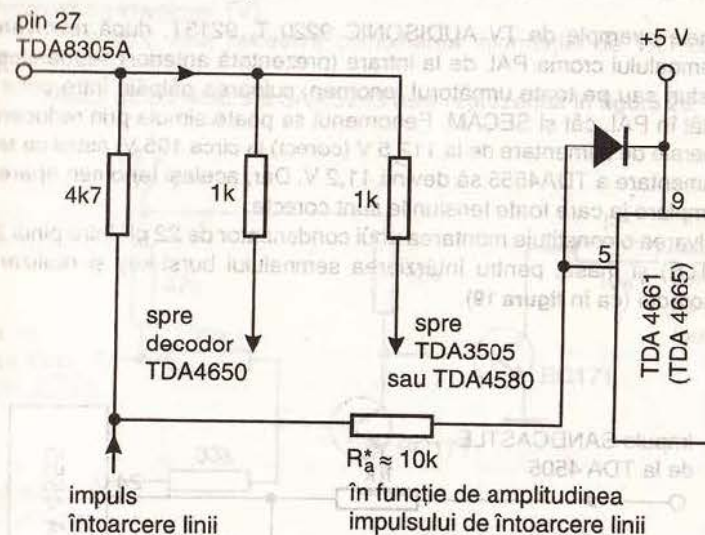 pin 27
TDA8305A
+5 V
4k7
1k
1k
9
5
TDA 4661
(TDA 4665)
spre
decodor
TDA4650
spre
TDA3505
sau TDA4580
R*a ≈ 10k
impuls
întoarcere linii
în funcție de amplitudinea
impulsului de întoarcere linii